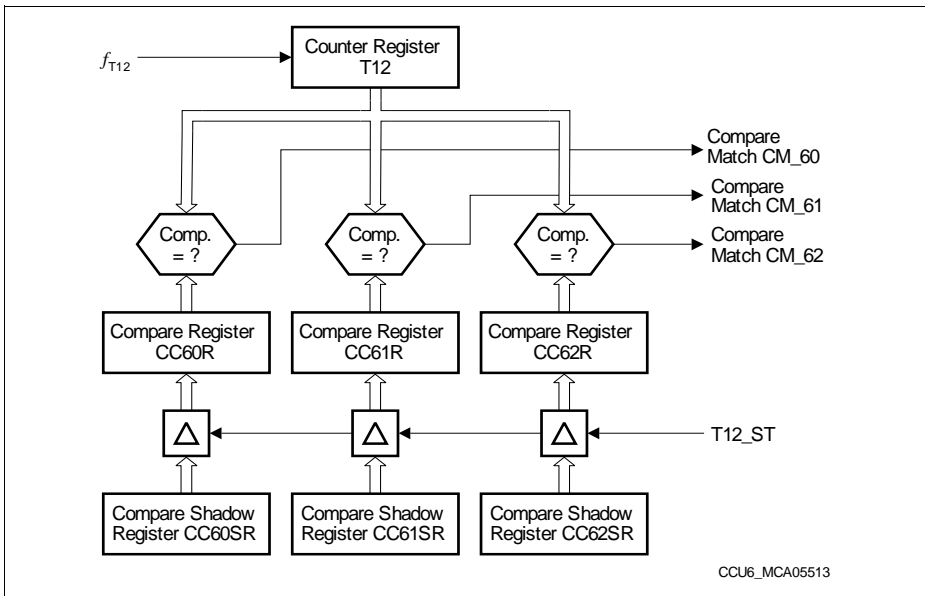 Counter Register
T12
fT12
Compare
Match CM_60
Compare
Match CM_61
Compare
Match CM_62
Comp.
= ?
Comp.
= ?
Comp.
= ?
Compare Register
CC60R
Compare Register
CC61R
Compare Register
CC62R
T12_ST
Compare Shadow
Register CC60SR
Compare Shadow
Register CC61SR
Compare Shadow
Register CC62SR
CCU6_MCA05513